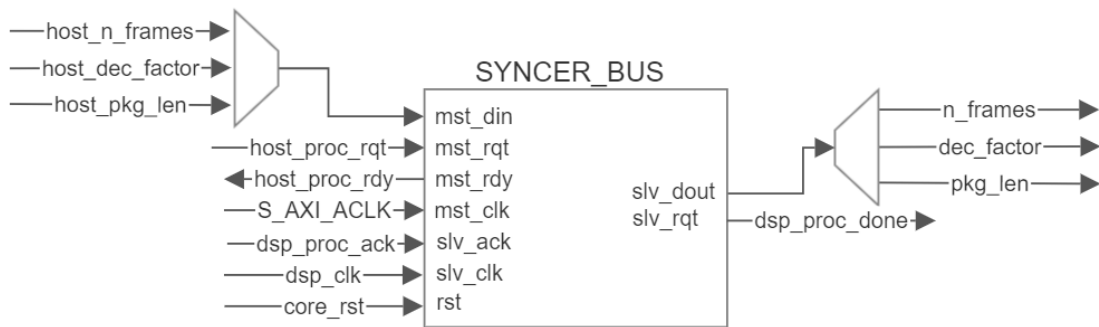 host_n_frames
host_dec_factor
host_pkg_len
SYNCER_BUS
mst_din
host_proc_rqt
mst_rqt
host_proc_rdy
mst_rdy
S_AXI_ACLK
mst_clk
dsp_proc_ack
slv_ack
dsp_clk
slv_clk
core_rst
rst
slv_dout
slv_rqt
dsp_proc_done
n_frames
dec_factor
pkg_len